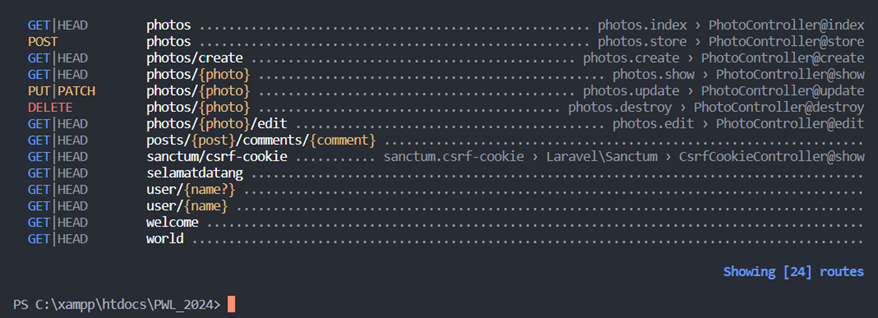 GET|HEAD photos ................................................... photos.index › PhotoController@index
POST photos ................................................... photos.store › PhotoController@store
GET|HEAD photos/create .......................................... photos.create › PhotoController@create
GET|HEAD photos/{photo} ............................................. photos.show › PhotoController@show
PUT|PATCH photos/{photo} ......................................... photos.update › PhotoController@update
DELETE photos/{photo} ....................................... photos.destroy › PhotoController@destroy
GET|HEAD photos/{photo}/edit ........................................ photos.edit › PhotoController@edit
GET|HEAD posts/{post}/comments/{comment} ...............................................................
GET|HEAD sanctum/csrf-cookie ........... sanctum.csrf-cookie › Laravel\Sanctum › CsrfCookieController@show
GET|HEAD selamatdatang .................................................................................
GET|HEAD user/{name?} ..................................................................................
GET|HEAD user/{name} ...................................................................................
GET|HEAD welcome .......................................................................................
GET|HEAD world .........................................................................................
Showing [24] routes
PS C:\xampp\htdocs\PWL_2024>